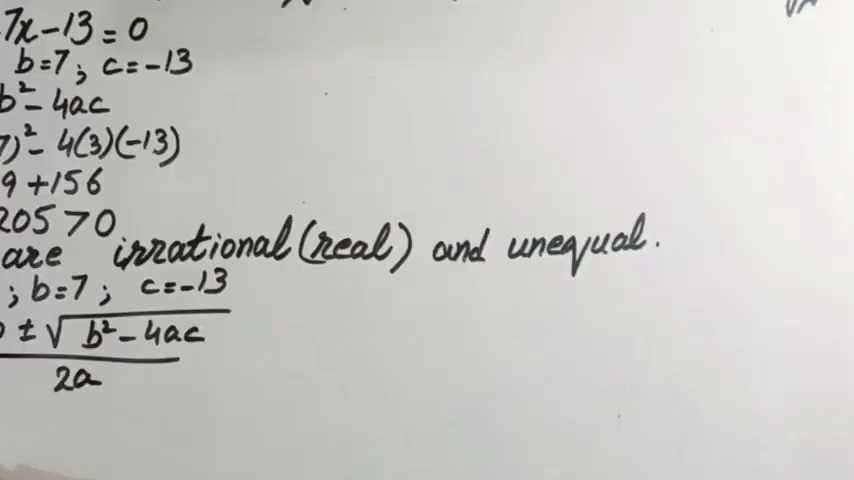 7x-13=0
b=7; c=-13
b²-4ac
7)²-4(3)(-13)
9+156
205>0
are irrational(real) and unequal.
; b=7; c=-13
± √b²-4ac
2a